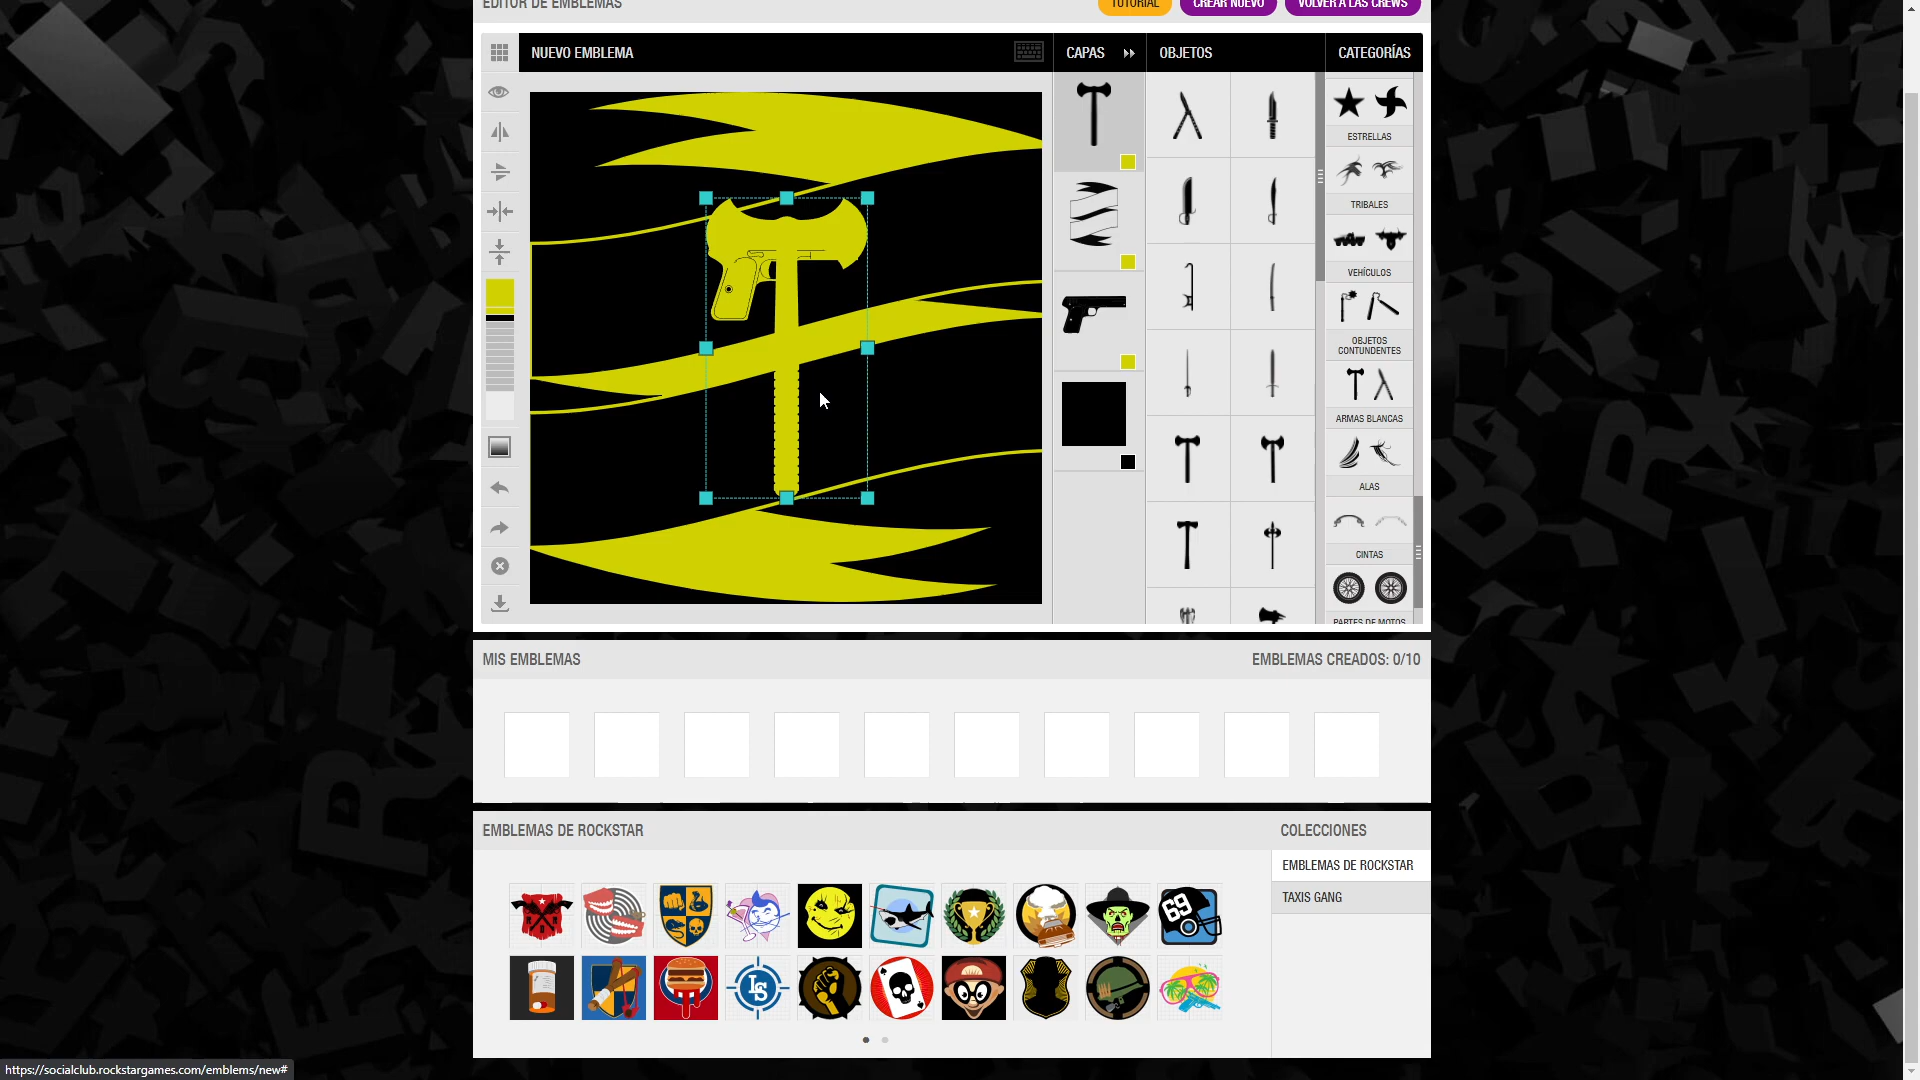 EDITOR DE EMBLEMAS
TUTORIAL
CREAR NUEVO
VOLVER A LAS CREWS
NUEVO EMBLEMA
CAPAS
OBJETOS
CATEGORÍAS
ESTRELLAS
TRIBALES
VEHÍCULOS
OBJETOS
CONTUNDENTES
ARMAS BLANCAS
ALAS
CINTAS
PARTES DE MOTOS
MIS EMBLEMAS
EMBLEMAS CREADOS: 0/10
EMBLEMAS DE ROCKSTAR
COLECCIONES
EMBLEMAS DE ROCKSTAR
TAXIS GANG
69
LS
https://socialclub.rockstargames.com/emblems/new#